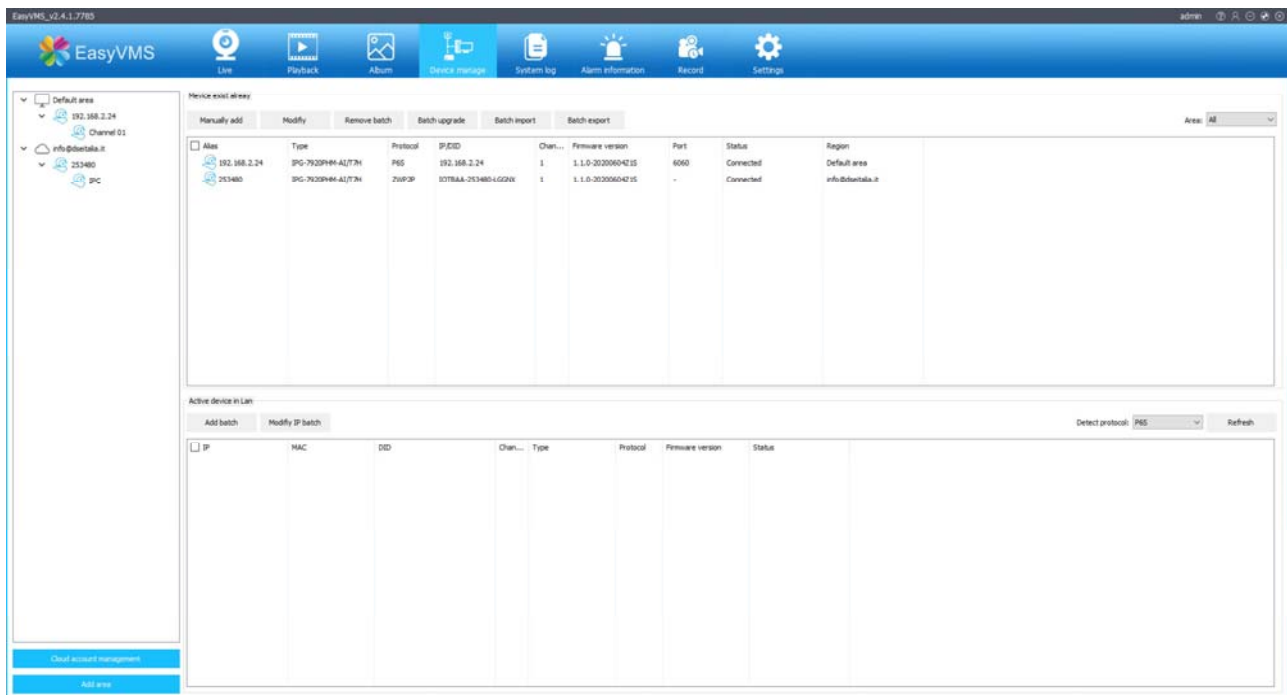 EasyVMS_v2.4.1.7785 admin
EasyVMS
Live Playback Album Device manage System log Alarm information Record Settings
Default area
192.168.2.24
Channel 01
info@dseitalia.it
253480
IPC
Cloud account management
Add area
Mevice exist alreay
Manually add Modify Remove batch Batch upgrade Batch import Batch export Area: All
Alias Type Protocol IP/DID Chan... Firmware version Port Status Region
192.168.2.24 IPG-7920PHM-AI/T7H P6S 192.168.2.24 1 1.1.0-20200604215 6060 Connected Default area
253480 IPG-7920PHM-AI/T7H ZWP2P IOTBAA-253480-LGGNX 1 1.1.0-20200604215 - Connected info@dseitalia.it
Active device in Lan
Add batch Modifiy IP batch Detect protocol: P6S Refresh
IP MAC DID Chan... Type Protocol Firmware version Status